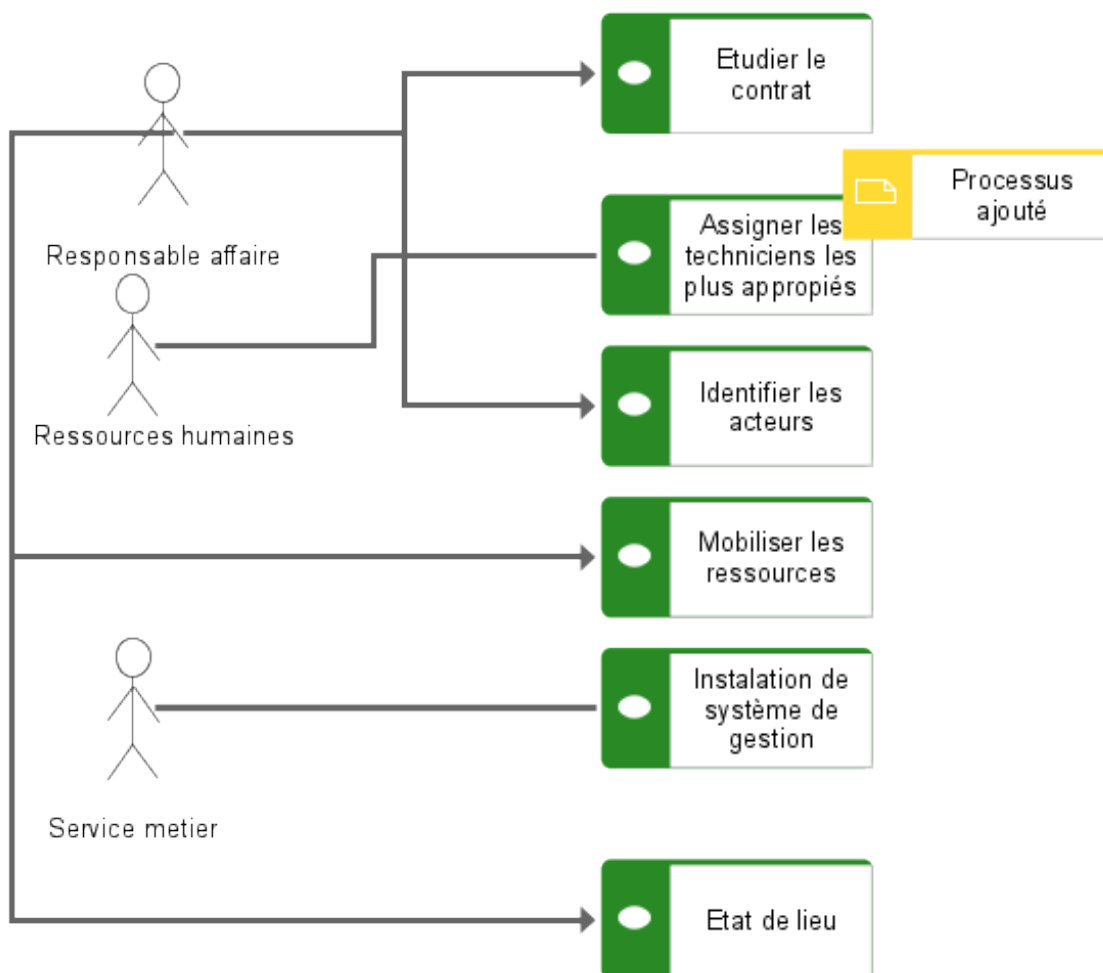 Etudier le
contrat
Processus
ajouté
Assigner les
techniciens les
plus appropiés
Responsable affaire
Identifier les
acteurs
Ressources humaines
Mobiliser les
ressources
Instalation de
système de
gestion
Service metier
Etat de lieu